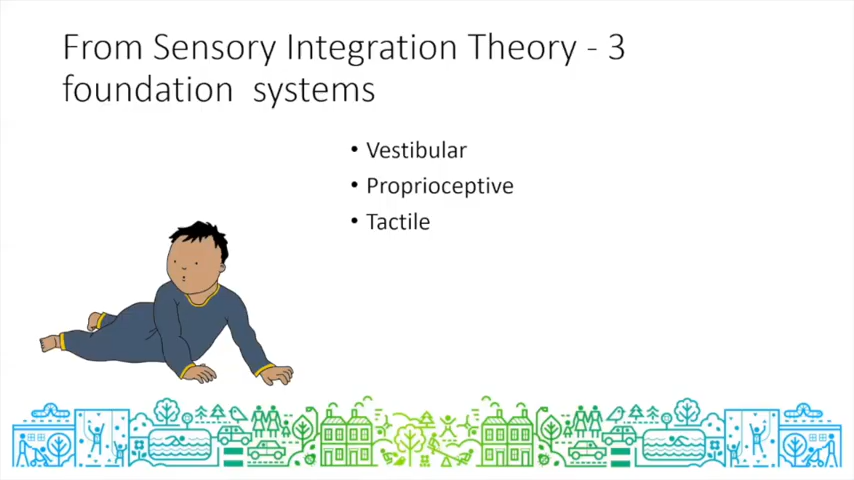 From Sensory Integration Theory - 3
foundation systems
• Vestibular
• Proprioceptive
• Tactile